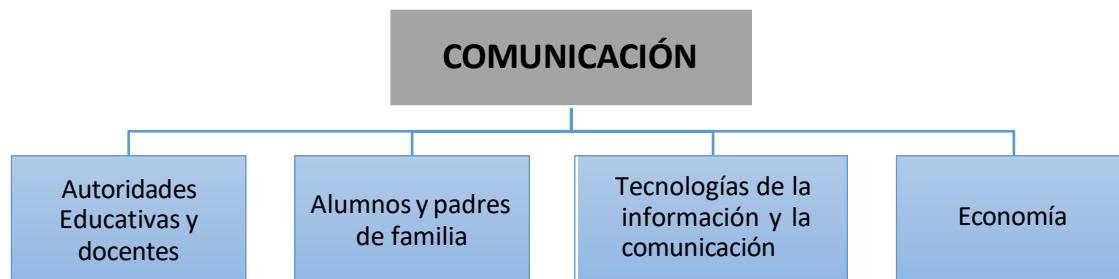 COMUNICACIÓN
Autoridades
Educativas y
docentes
Alumnos y padres
de familia
Tecnologías de la
información y la
comunicación
Economía